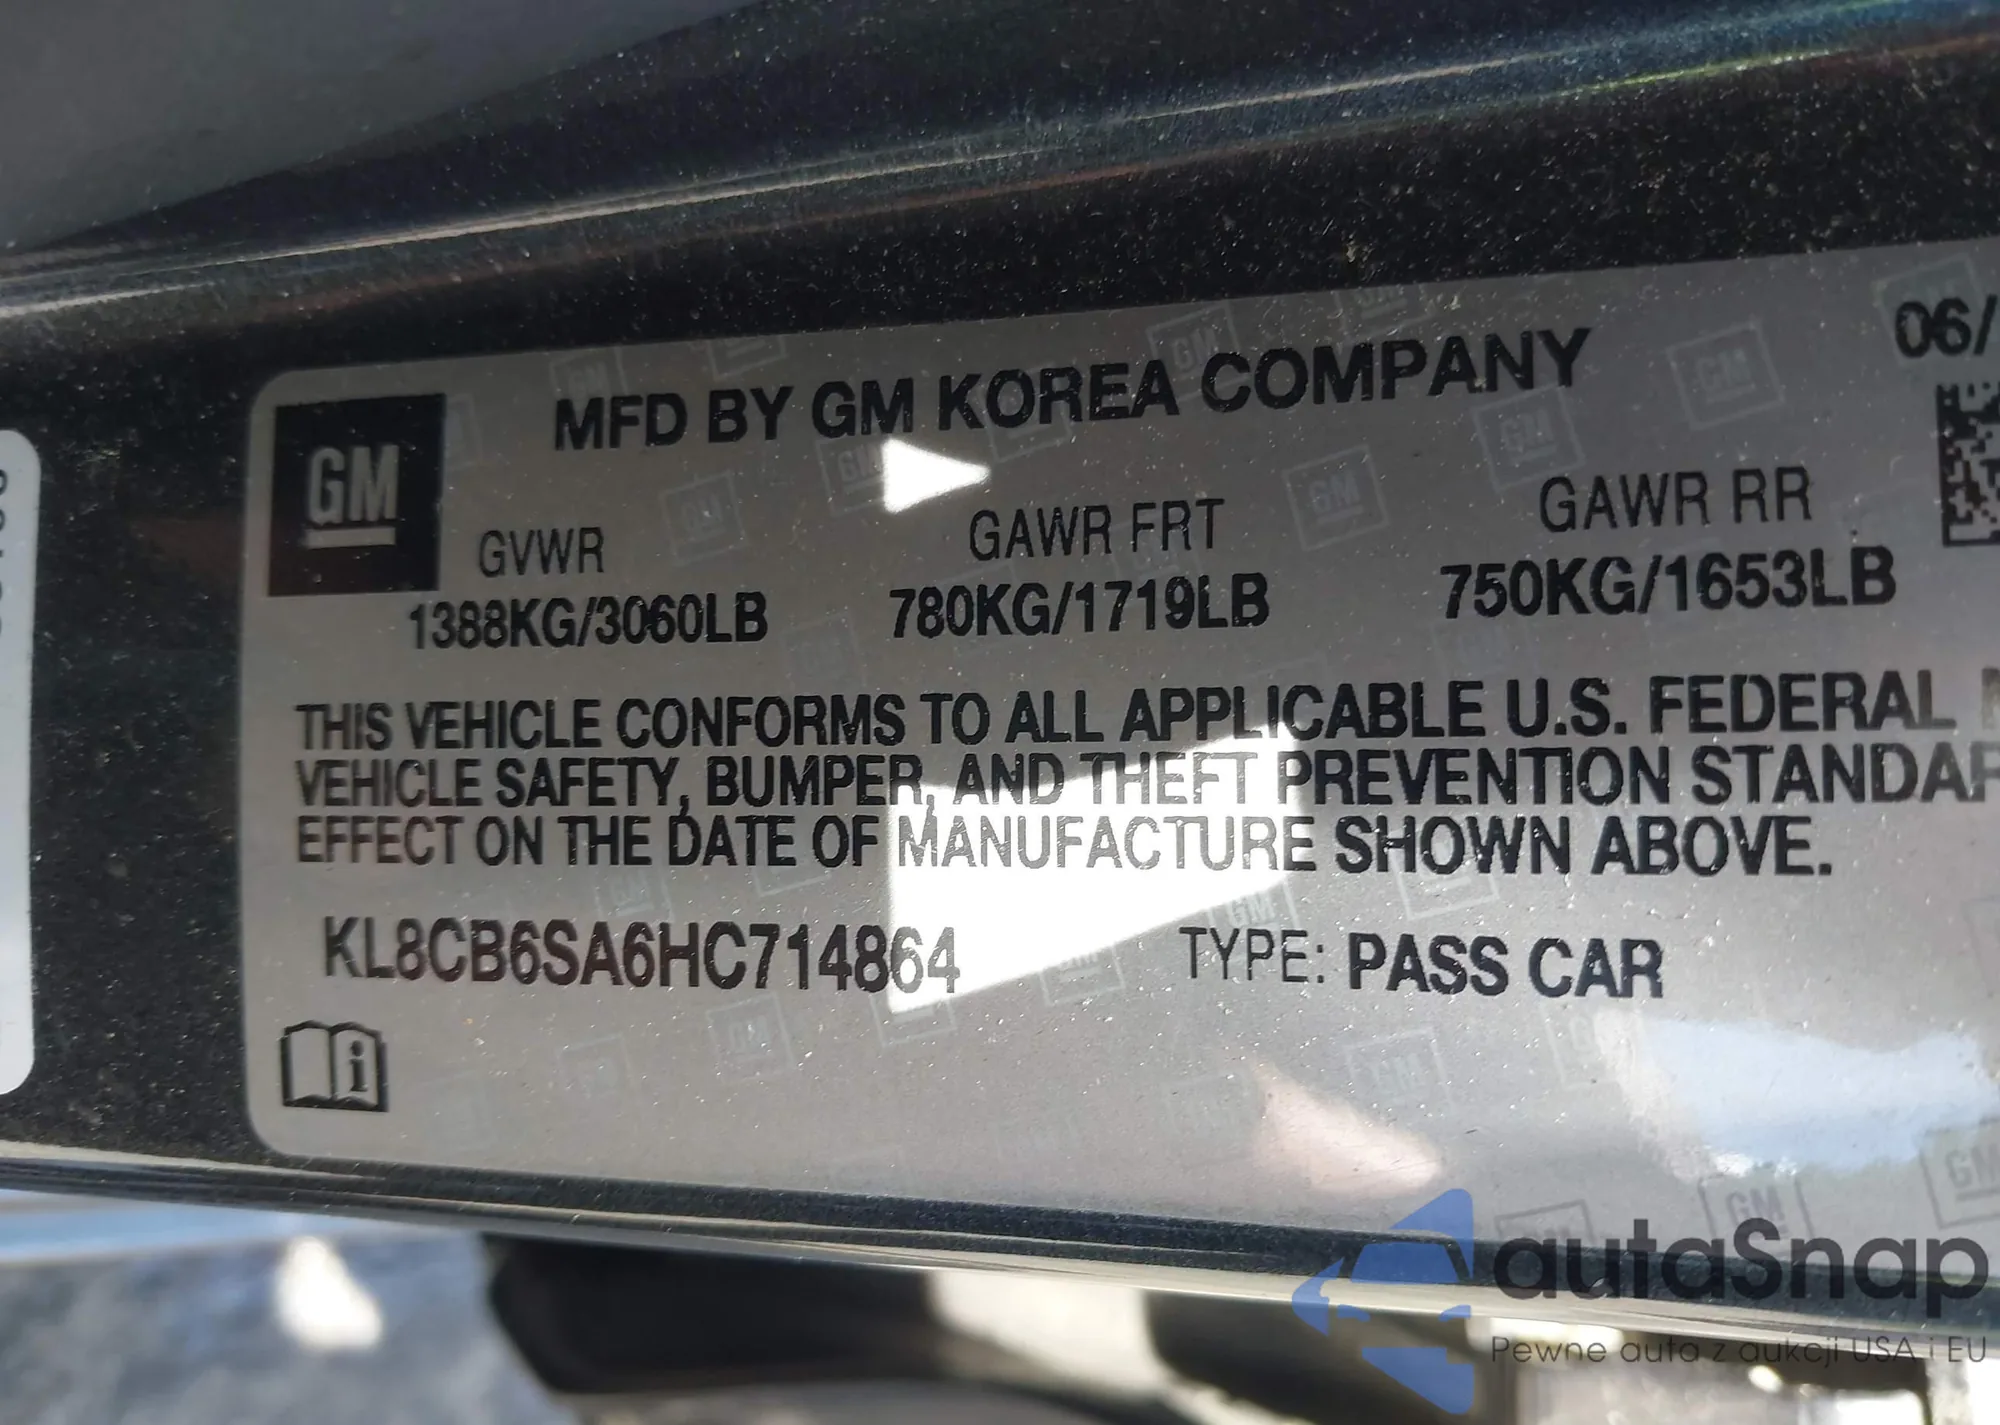 06/
MFD BY GM KOREA COMPANY
GM
GVWR GAWR FRT GAWR RR
1388KG/3060LB 780KG/1719LB 750KG/1653LB
THIS VEHICLE CONFORMS TO ALL APPLICABLE U.S. FEDERAL
VEHICLE SAFETY, BUMPER, AND THEFT PREVENTION STANDAR
EFFECT ON THE DATE OF MANUFACTURE SHOWN ABOVE.
KL8CB6SA6HC714864 TYPE: PASS CAR
autaSnap
Pewne auta z aukcji USA i EU